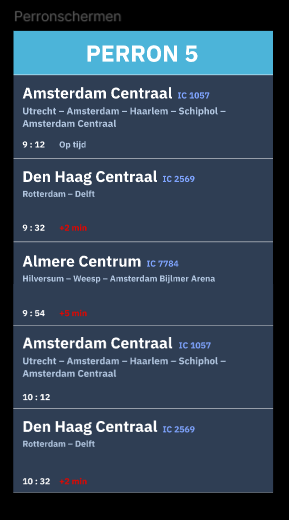 Perronschermen
PERRON 5
Amsterdam Centraal IC 1057
Utrecht – Amsterdam – Haarlem – Schiphol –
Amsterdam Centraal
9 : 12 Op tijd
Den Haag Centraal IC 2569
Rotterdam – Delft
9 : 32 +2 min
Almere Centrum IC 7784
Hilversum – Weesp – Amsterdam Bijlmer Arena
9 : 54 min
Amsterdam Centraal IC 1057
Utrecht – Amsterdam – Haarlem – Schiphol –
Amsterdam Centraal
10 : 12
Den Haag Centraal IC 2569
Rotterdam – Delft
10 : 32 +2 min